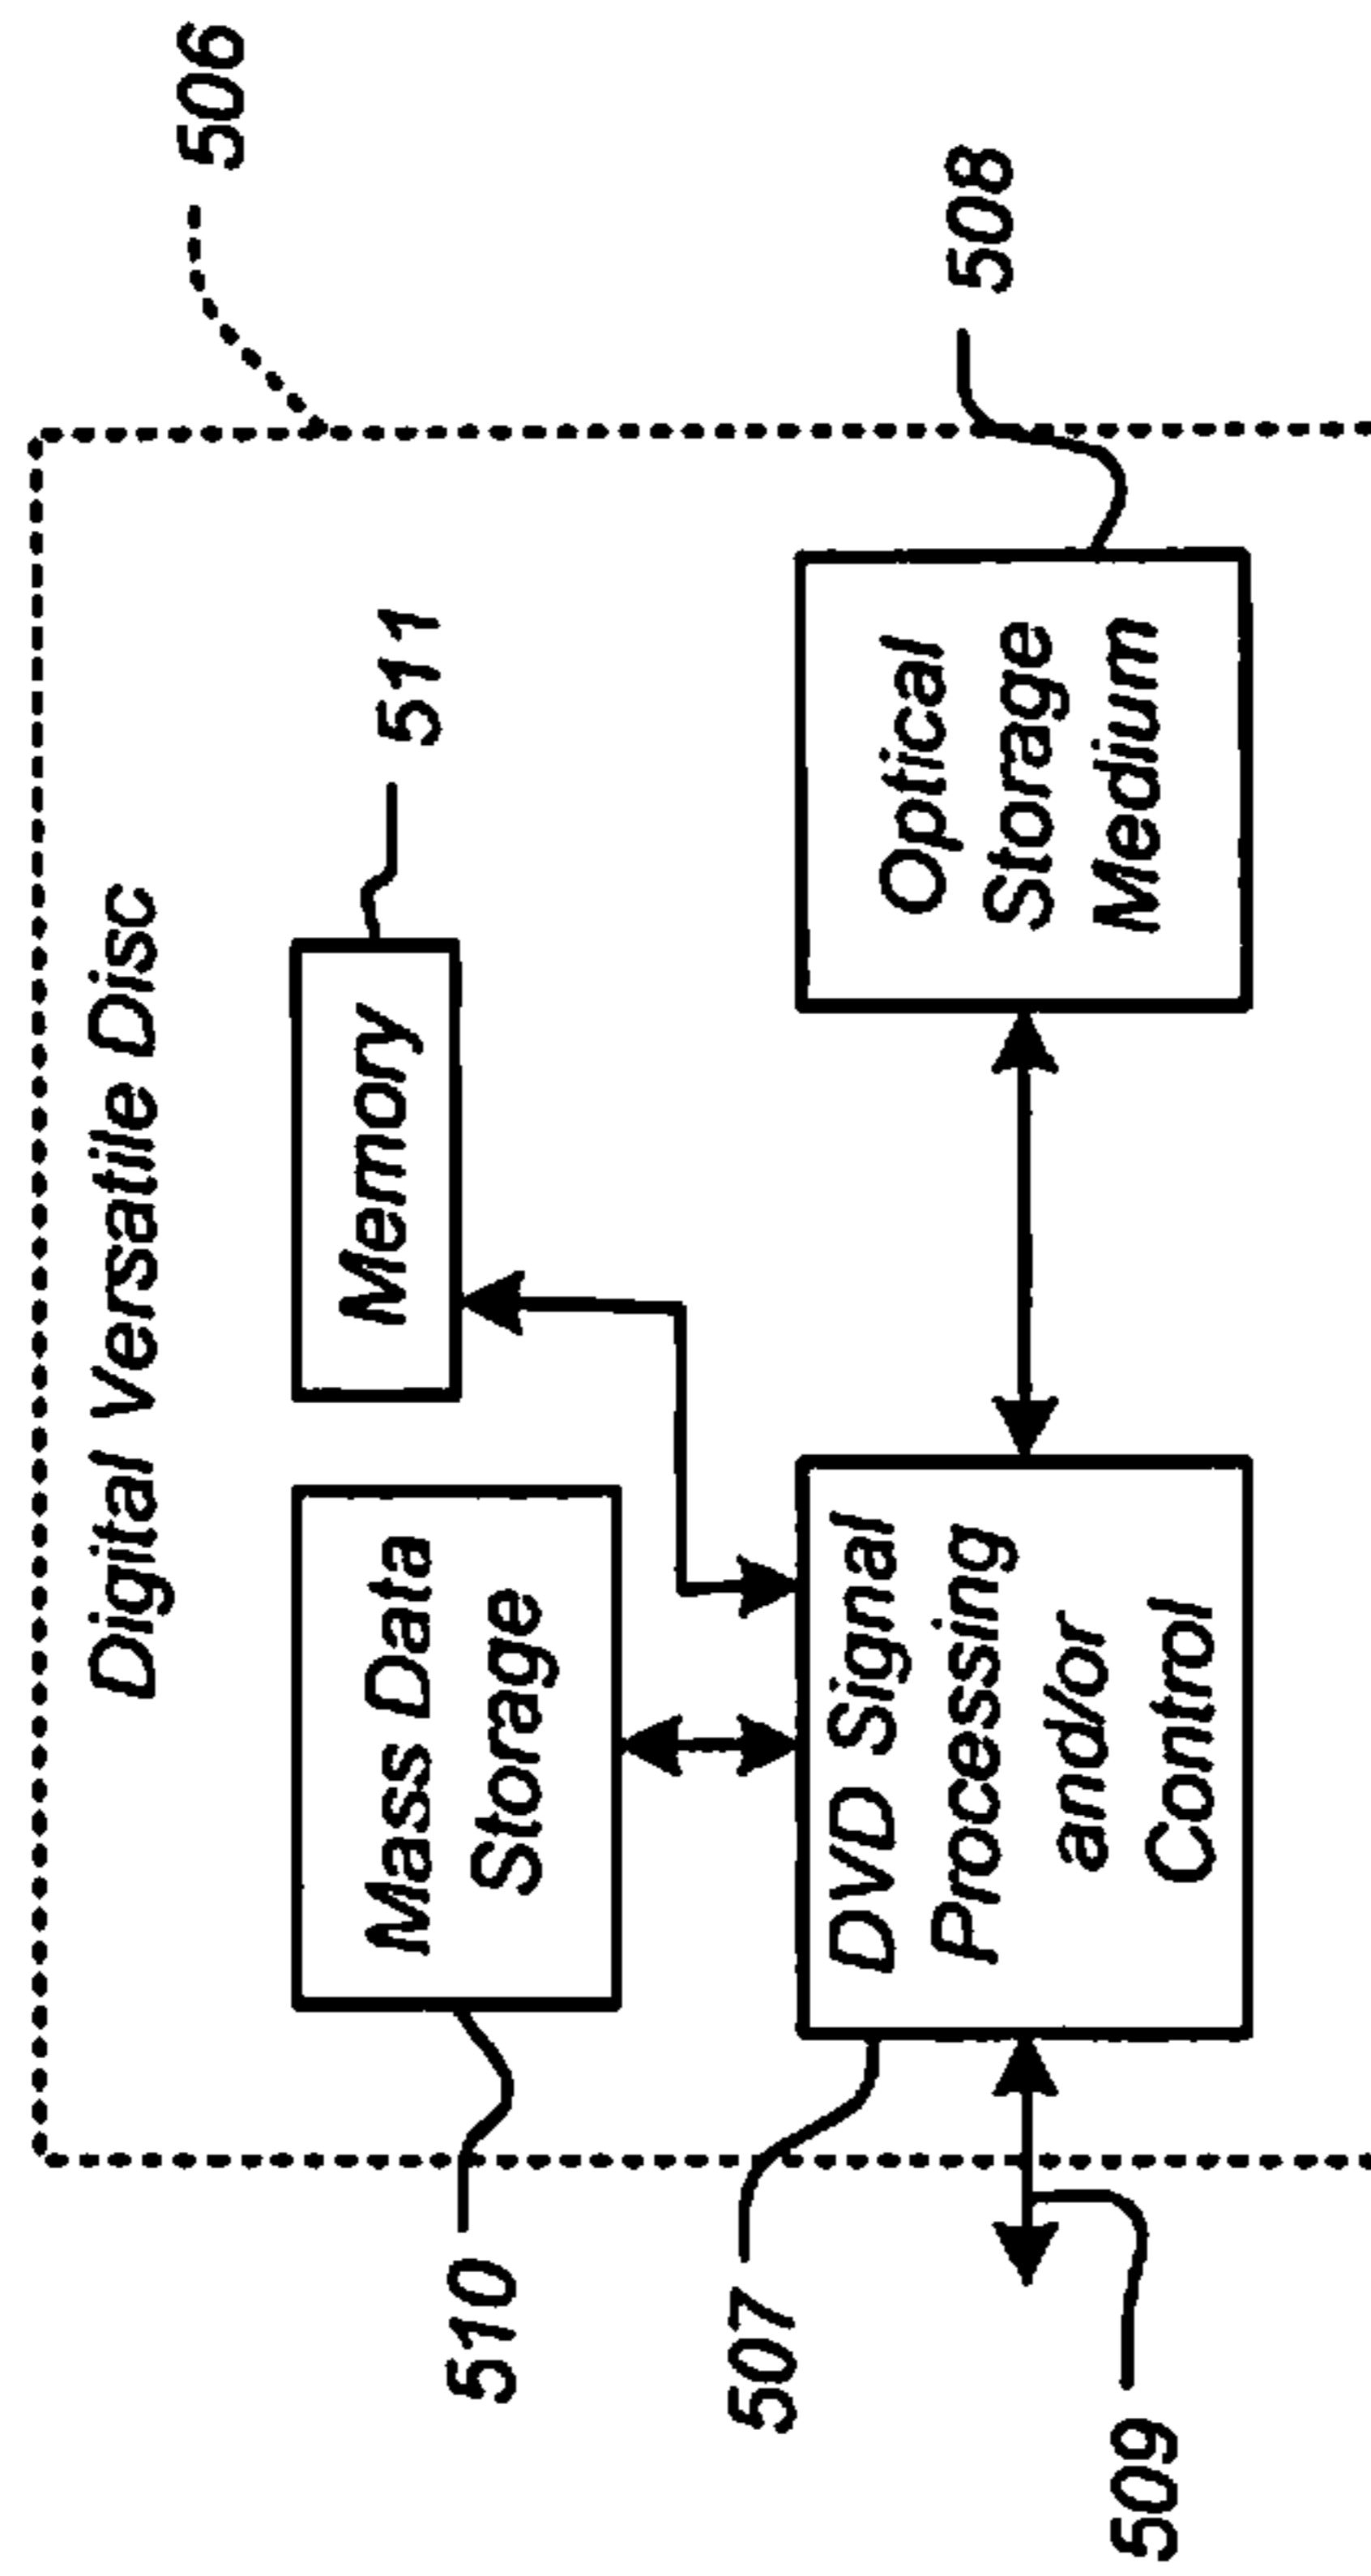 Digital Versatile Disc
506
Mass Data
Storage
Memory
511
510
DVD Signal
Processing
and/or
Control
Optical
Storage
Medium
508
507
509